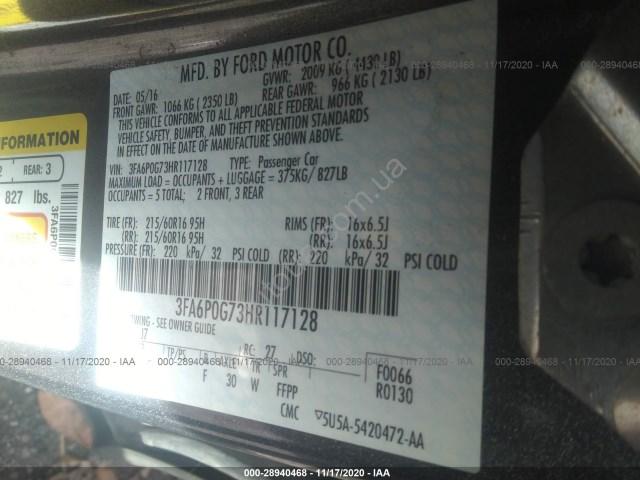 000-28940468 - 11/17/2020 - IAA
MFD. BY FORD MOTOR CO.
DATE: 05/16
GVWR: 2009 KG ( 4430 LB)
FRONT GAWR: 1066 KG ( 2350 LB)
REAR GAWR: 966 KG ( 2130 LB)
THIS VEHICLE CONFORMS TO ALL APPLICABLE FEDERAL MOTOR
VEHICLE SAFETY, BUMPER, AND THEFT PREVENTION STANDARDS
IN EFFECT ON THE DATE OF MANUFACTURE SHOWN ABOVE.
VIN: 3FA6P0G73HR117128 TYPE: Passenger Car
MAXIMUM LOAD = OCCUPANTS + LUGGAGE = 375KG/ 827LB
OCCUPANTS = 5 TOTAL: 2 FRONT, 3 REAR
TIRE (FR): 215/60R16 95H RIMS (FR): 16x6.5J
(RR): 215/60R16 95H (RR): 16x6.5J
PRESSURE (FR): 220 kPa/ 32 PSI COLD (RR): 220 kPa/ 32 PSI COLD
3FA6P0G73HR117128
- SEE OWNER GUIDE
RC: 27 DSO:
TP/PS R AXLE TR SPR
F 30 W FFPP
CMC
F0066
R0130
5U5A-5420472-AA
INFORMATION
REAR: 3
827 lbs.
3FA6P0
000-28940468 - 11/17/2020 - IAA
000-28940468 - 11/17/2020 - IAA
000-28940468 - 11/17/2020 - IAA